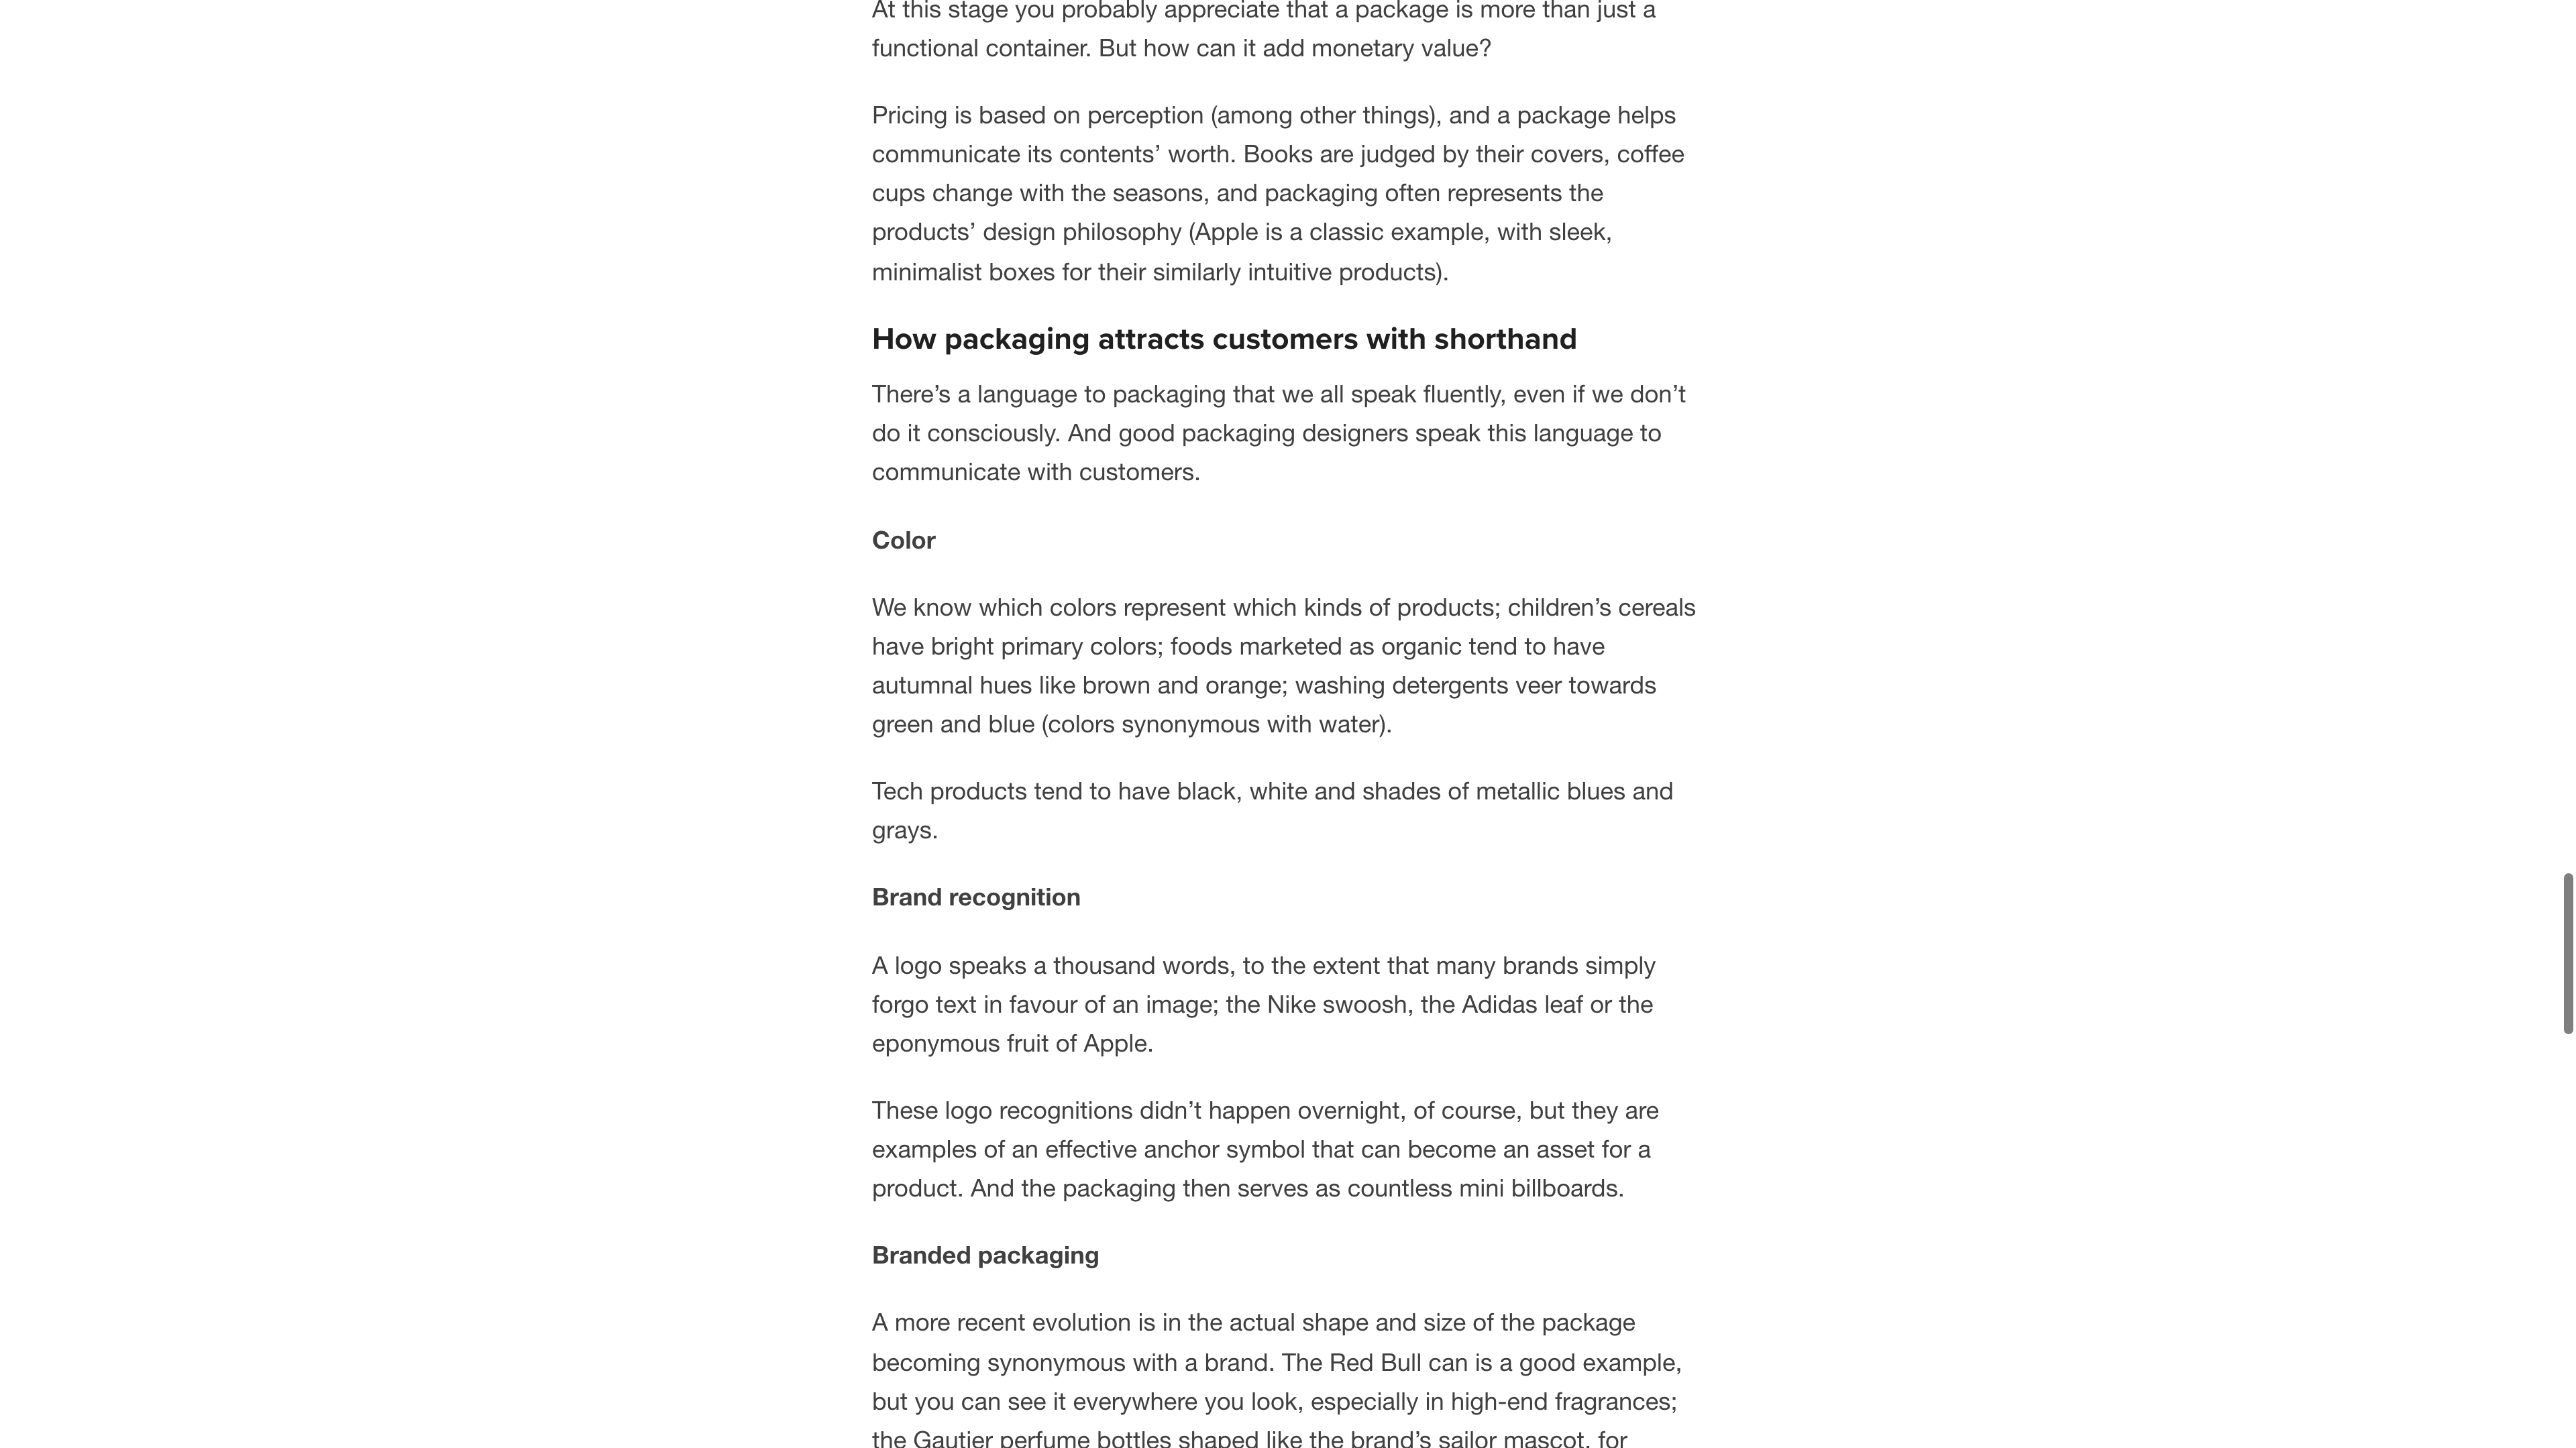 At this stage you probably appreciate that a package is more than just a
functional container. But how can it add monetary value?
Pricing is based on perception (among other things), and a package helps
communicate its contents’ worth. Books are judged by their covers, coffee
cups change with the seasons, and packaging often represents the
products’ design philosophy (Apple is a classic example, with sleek,
minimalist boxes for their similarly intuitive products).
How packaging attracts customers with shorthand
There’s a language to packaging that we all speak fluently, even if we don’t
do it consciously. And good packaging designers speak this language to
communicate with customers.
Color
We know which colors represent which kinds of products; children’s cereals
have bright primary colors; foods marketed as organic tend to have
autumnal hues like brown and orange; washing detergents veer towards
green and blue (colors synonymous with water).
Tech products tend to have black, white and shades of metallic blues and
grays.
Brand recognition
A logo speaks a thousand words, to the extent that many brands simply
forgo text in favour of an image; the Nike swoosh, the Adidas leaf or the
eponymous fruit of Apple.
These logo recognitions didn’t happen overnight, of course, but they are
examples of an effective anchor symbol that can become an asset for a
product. And the packaging then serves as countless mini billboards.
Branded packaging
A more recent evolution is in the actual shape and size of the package
becoming synonymous with a brand. The Red Bull can is a good example,
but you can see it everywhere you look, especially in high-end fragrances;
the Gautier perfume bottles shaped like the brand’s sailor mascot, for